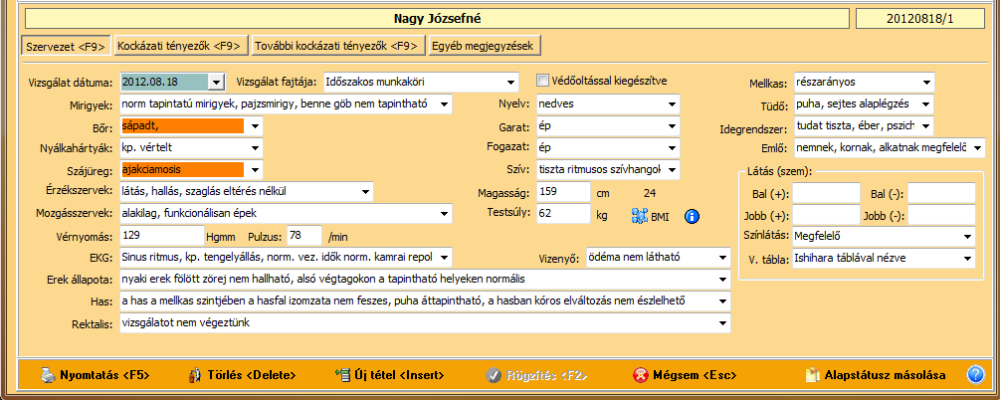 Nagy Józsefné 20120818/1
Szervezet <F9> Kockázati tényezők <F9> További kockázati tényezők <F9> Egyéb megjegyzések
Vizsgálat dátuma: 2012.08.18 Vizsgálat fajtája: Időszakos munkaköri Védőoltással kiegészítve Mellkas: részarányos
Mirigyek: norm tapintatú mirigyek, pajzsmirigy, benne göb nem tapintható Nyelv: nedves Tüdő: puha, sejtes alaplégzés
Bőr: sápadt, Garat: ép Idegrendszer: tudat tiszta, éber, pszich
Nyálkahártyák: kp. vértelt Fogazat: ép Emlő: nemnek, kornak, alkatnak megfelelő
Szájüreg: ajakciamosis Szív: tiszta ritmusos szívhangok Látás (szem):
Érzékszervek: látás, hallás, szaglás eltérés nélkül Magasság: 159 cm 24 Bal (+): Bal (-):
Mozgásszervek: alakilag, funkcionálisan épek Testsúly: 62 kg BMI Jobb (+): Jobb (-):
Vérnyomás: 129 Hgmm Pulzus: 78 /min Színlátás: Megfelelő
EKG: Sinus ritmus, kp. tengelyállás, norm. vez. idők norm. kamrai repol Vizenyő: ödéma nem látható V. tábla: Ishihara táblával nézve
Erek állapota: nyaki erek fölött zörej nem hallható, alsó végtagokon a tapintható helyeken normális
Has: a has a mellkas szintjében a hasfal izomzata nem feszes, puha áttapintható, a hasban kóros elváltozás nem észlelhető
Rektalis: vizsgálatot nem végeztünk
Nyomtatás <F5> Törlés <Delete> Új tétel <Insert> Rögzítés <F2> Mégsem <Esc> Alapstátusz másolása